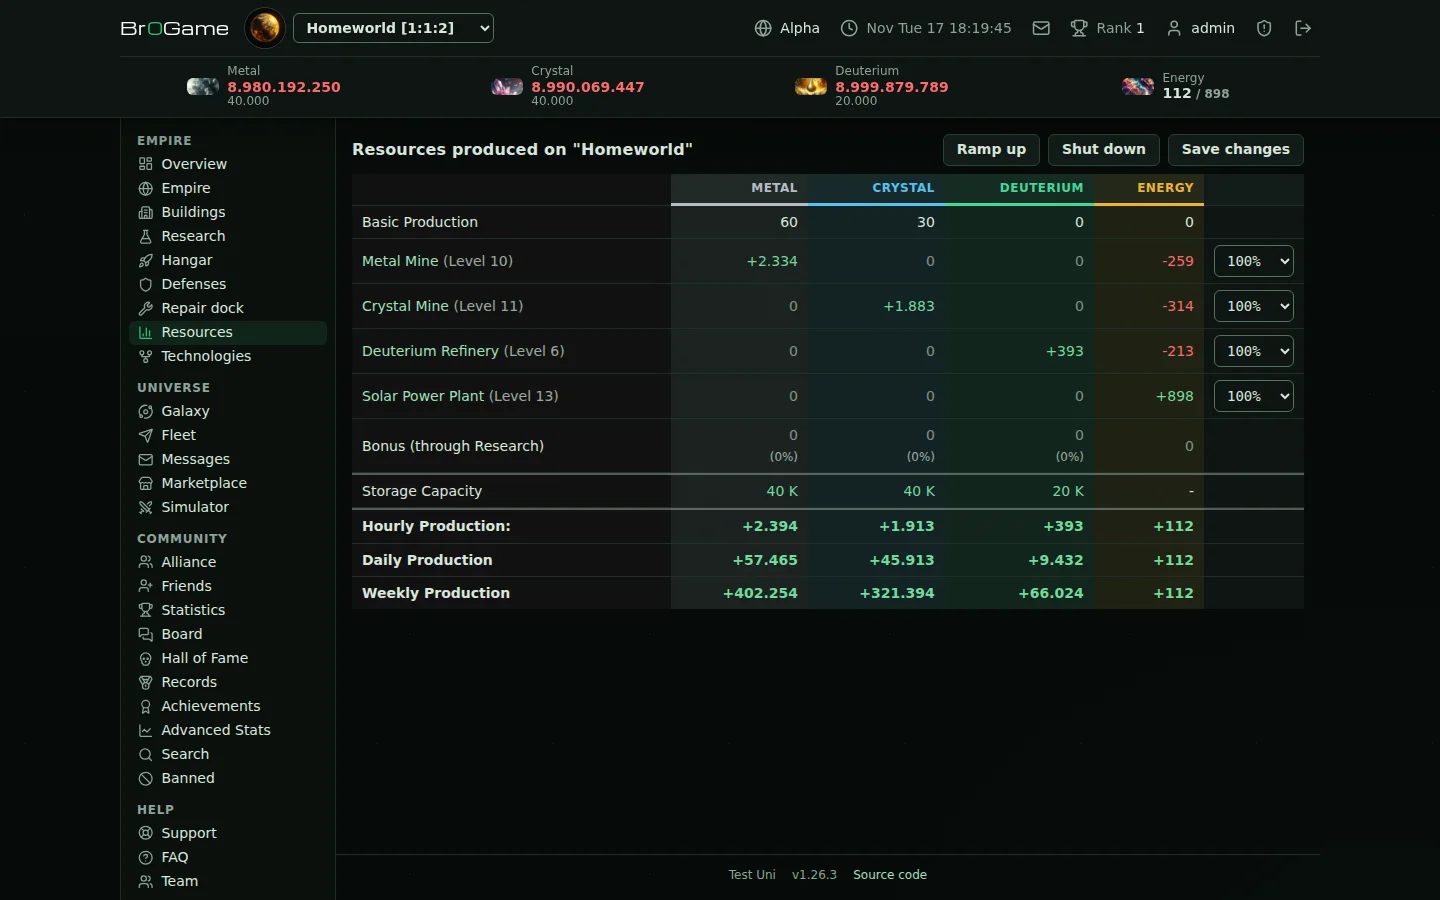 BrOGame
Homeworld [1:1:2]
Alpha
Nov Tue 17 18:19:45
Rank 1
admin
Metal
8.980.192.250
40.000
Crystal
8.990.069.447
40.000
Deuterium
8.999.879.789
20.000
Energy
112 / 898
EMPIRE
Overview
Empire
Buildings
Research
Hangar
Defenses
Repair dock
Resources
Technologies
UNIVERSE
Galaxy
Fleet
Messages
Marketplace
Simulator
COMMUNITY
Alliance
Friends
Statistics
Board
Hall of Fame
Records
Achievements
Advanced Stats
Search
Banned
HELP
Support
FAQ
Team
Resources produced on "Homeworld"
Ramp up
Shut down
Save changes
METAL CRYSTAL DEUTERIUM ENERGY
Basic Production 60 30 0 0
Metal Mine (Level 10) +2.334 0 0 -259 100%
Crystal Mine (Level 11) 0 +1.883 0 -314 100%
Deuterium Refinery (Level 6) 0 0 +393 -213 100%
Solar Power Plant (Level 13) 0 0 0 +898 100%
Bonus (through Research) 0 0 0 0
(0%) (0%) (0%)
Storage Capacity 40 K 40 K 20 K -
Hourly Production: +2.394 +1.913 +393 +112
Daily Production +57.465 +45.913 +9.432 +112
Weekly Production +402.254 +321.394 +66.024 +112
Test Uni v1.26.3 Source code